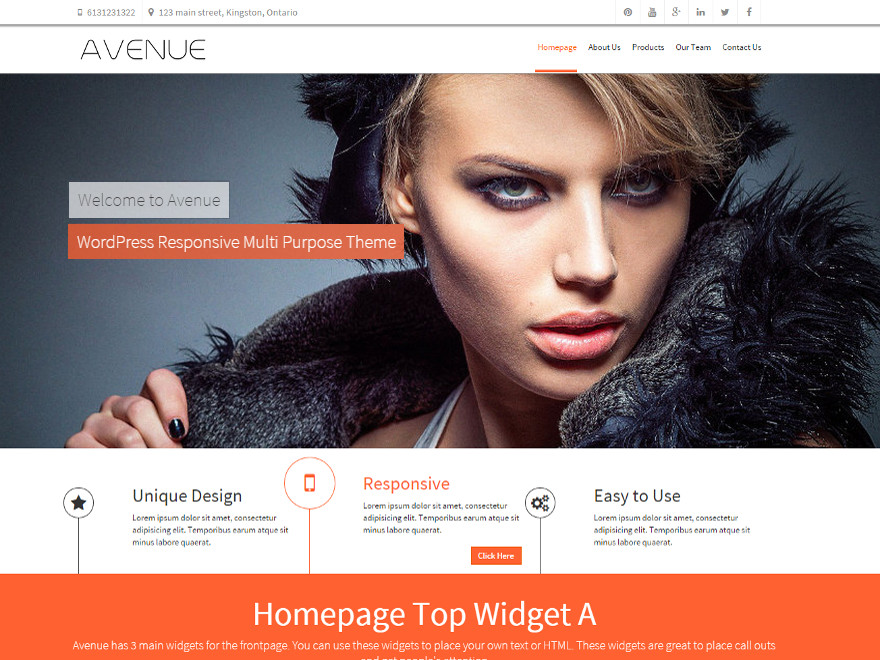 6131231322 123 main street, Kingston, Ontario
AVENUE
Homepage About Us Products Our Team Contact Us
Welcome to Avenue
WordPress Responsive Multi Purpose Theme
Unique Design
Lorem ipsum dolor sit amet, consectetur
adipisicing elit. Temporibus earum atque sit
minus labore quaerat.
Responsive
Lorem ipsum dolor sit amet, consectetur
adipisicing elit. Temporibus earum atque sit
minus labore quaerat.
Click Here
Easy to Use
Lorem ipsum dolor sit amet, consectetur
adipisicing elit. Temporibus earum atque sit
minus labore quaerat.
Homepage Top Widget A
Avenue has 3 main widgets for the frontpage. You can use these widgets to place your own text or HTML. These widgets are great to place call outs
and get people's attention